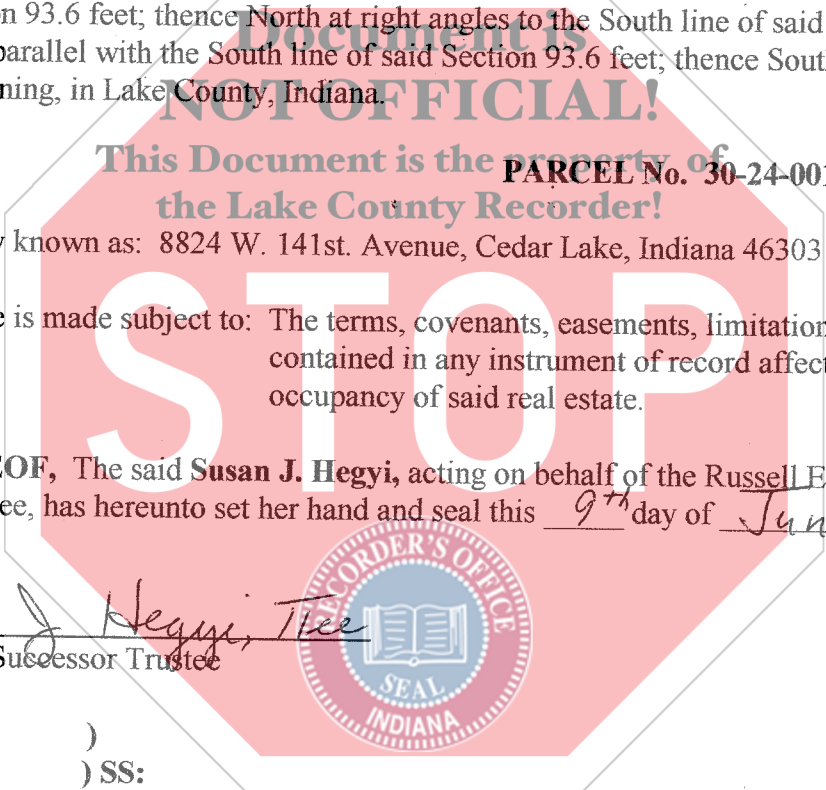 n 93.6 feet; thence North at right angles to the South line of said
Document is
parallel with the South line of said Section 93.6 feet; thence Sout
ning, in Lake County, Indiana.
NOT OFFICIAL!
This Document is the property of
PARCEL No. 30-24-001
the Lake County Recorder!
y known as: 8824 W. 141st. Avenue, Cedar Lake, Indiana 46303
STOP
e is made subject to: The terms, covenants, easements, limitation
contained in any instrument of record affect
occupancy of said real estate.
OF, The said Susan J. Hegyi, acting on behalf of the Russell E
ee, has hereunto set her hand and seal this 9th day of Jun
RECORDER'S OFFICE
J Hegyi, Tree
Successor Trustee
SEAL
INDIANA
)
) SS: